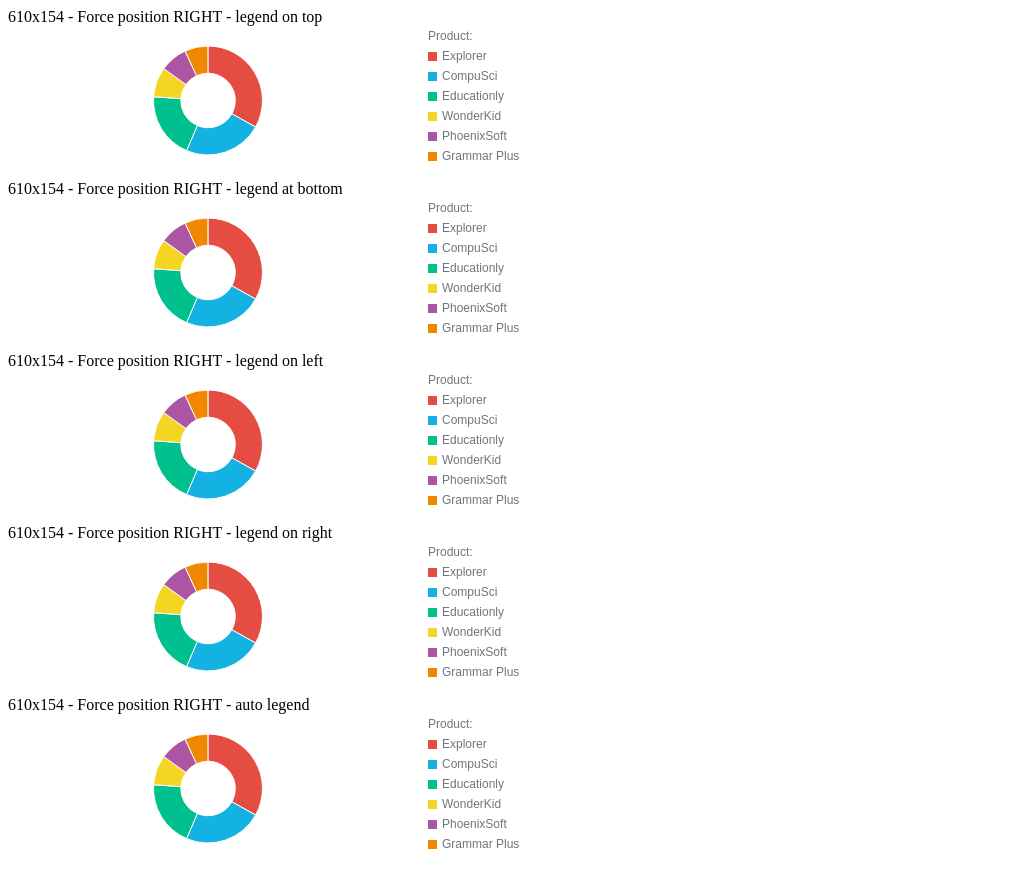 610x154 - Force position RIGHT - legend on top
Product:
Explorer
CompuSci
Educationly
WonderKid
PhoenixSoft
Grammar Plus
610x154 - Force position RIGHT - legend at bottom
Product:
Explorer
CompuSci
Educationly
WonderKid
PhoenixSoft
Grammar Plus
610x154 - Force position RIGHT - legend on left
Product:
Explorer
CompuSci
Educationly
WonderKid
PhoenixSoft
Grammar Plus
610x154 - Force position RIGHT - legend on right
Product:
Explorer
CompuSci
Educationly
WonderKid
PhoenixSoft
Grammar Plus
610x154 - Force position RIGHT - auto legend
Product:
Explorer
CompuSci
Educationly
WonderKid
PhoenixSoft
Grammar Plus